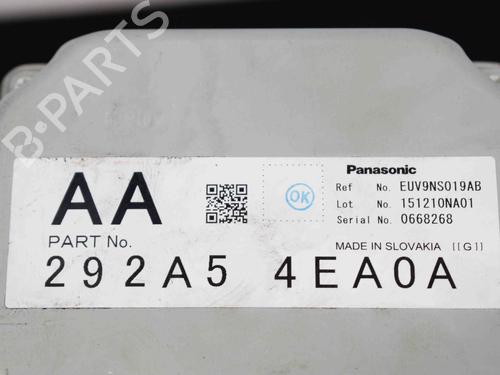 B-PARTS
Panasonic
AA
OK
Ref No. EUV9NS019AB
Lot No. 151210NA01
Serial No. 0668268
PART No.
MADE IN SLOVAKIA [[G]]
292A5 4EA0A